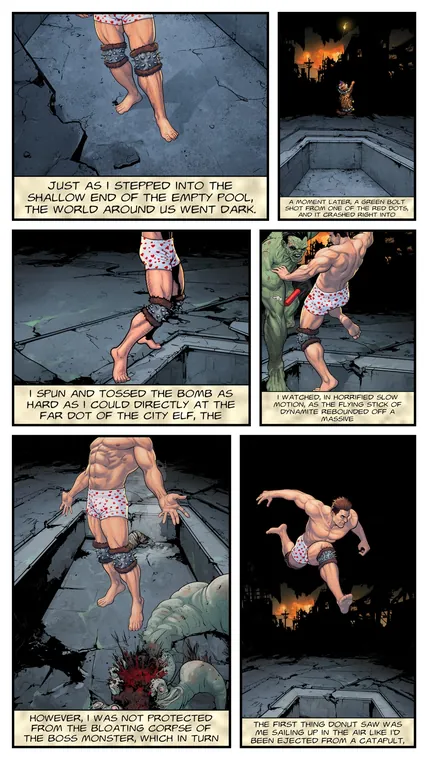 JUST AS I STEPPED INTO THE
SHALLOW END OF THE EMPTY POOL,
THE WORLD AROUND US WENT DARK.
A MOMENT LATER, A GREEN BOLT
SHOT FROM ONE OF THE RED DOTS,
AND IT CRASHED RIGHT INTO
I SPUN AND TOSSED THE BOMB AS
HARD AS I COULD DIRECTLY AT THE
FAR DOT OF THE CITY ELF, THE
I WATCHED, IN HORRIFIED SLOW
MOTION, AS THE FLYING STICK OF
DYNAMITE REBOUNDED OFF A
MASSIVE
HOWEVER, I WAS NOT PROTECTED
FROM THE BLOATING CORPSE OF
THE BOSS MONSTER, WHICH IN TURN
THE FIRST THING DONUT SAW WAS
ME SAILING UP IN THE AIR LIKE I'D
BEEN EJECTED FROM A CATAPULT,